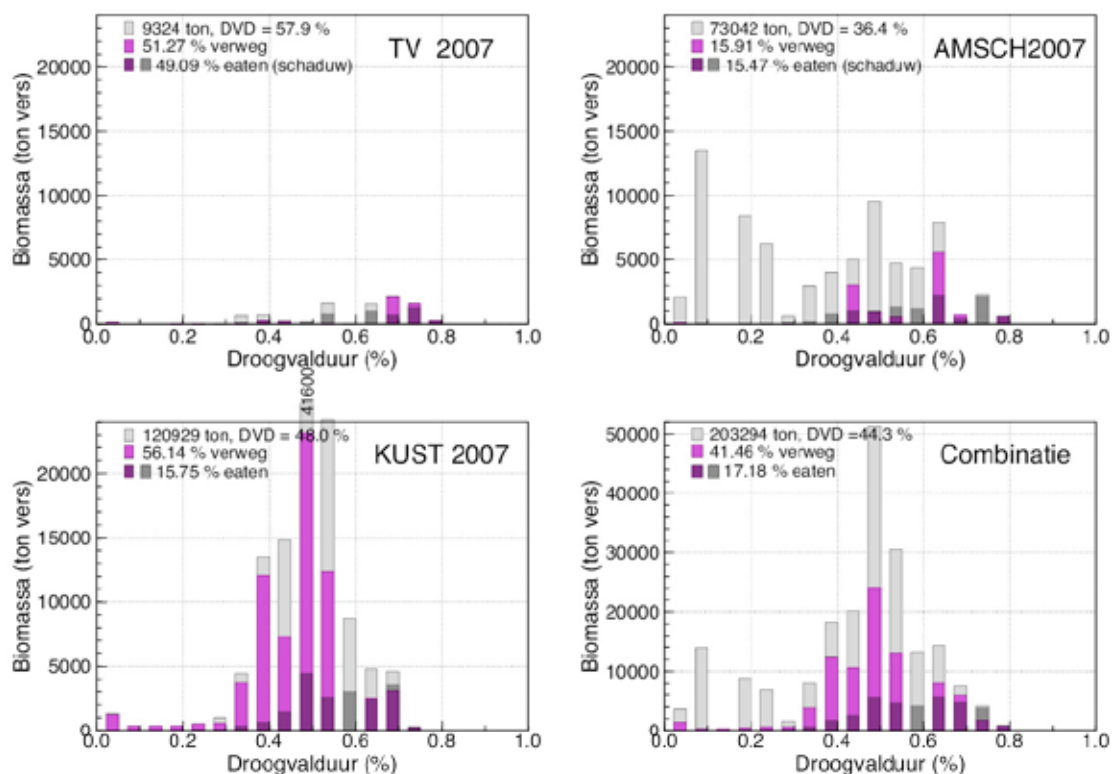 9324 ton, DVD = 57.9 %
51.27 % verweg
49.09 % eaten (schaduw)
TV 2007
20000
15000
10000
5000
0
Biomassa (ton vers)
0.0 0.2 0.4 0.6 0.8 1.0
Droogvalduur (%)
73042 ton, DVD = 36.4 %
15.91 % verweg
15.47 % eaten (schaduw)
AMSCH2007
20000
15000
10000
5000
0
Biomassa (ton vers)
0.0 0.2 0.4 0.6 0.8 1.0
Droogvalduur (%)
41600
120929 ton, DVD = 48.0 %
56.14 % verweg
15.75 % eaten
KUST 2007
20000
15000
10000
5000
0
Biomassa (ton vers)
0.0 0.2 0.4 0.6 0.8 1.0
Droogvalduur (%)
203294 ton, DVD =44.3 %
41.46 % verweg
17.18 % eaten
Combinatie
50000
40000
30000
20000
10000
0
Biomassa (ton vers)
0.0 0.2 0.4 0.6 0.8 1.0
Droogvalduur (%)